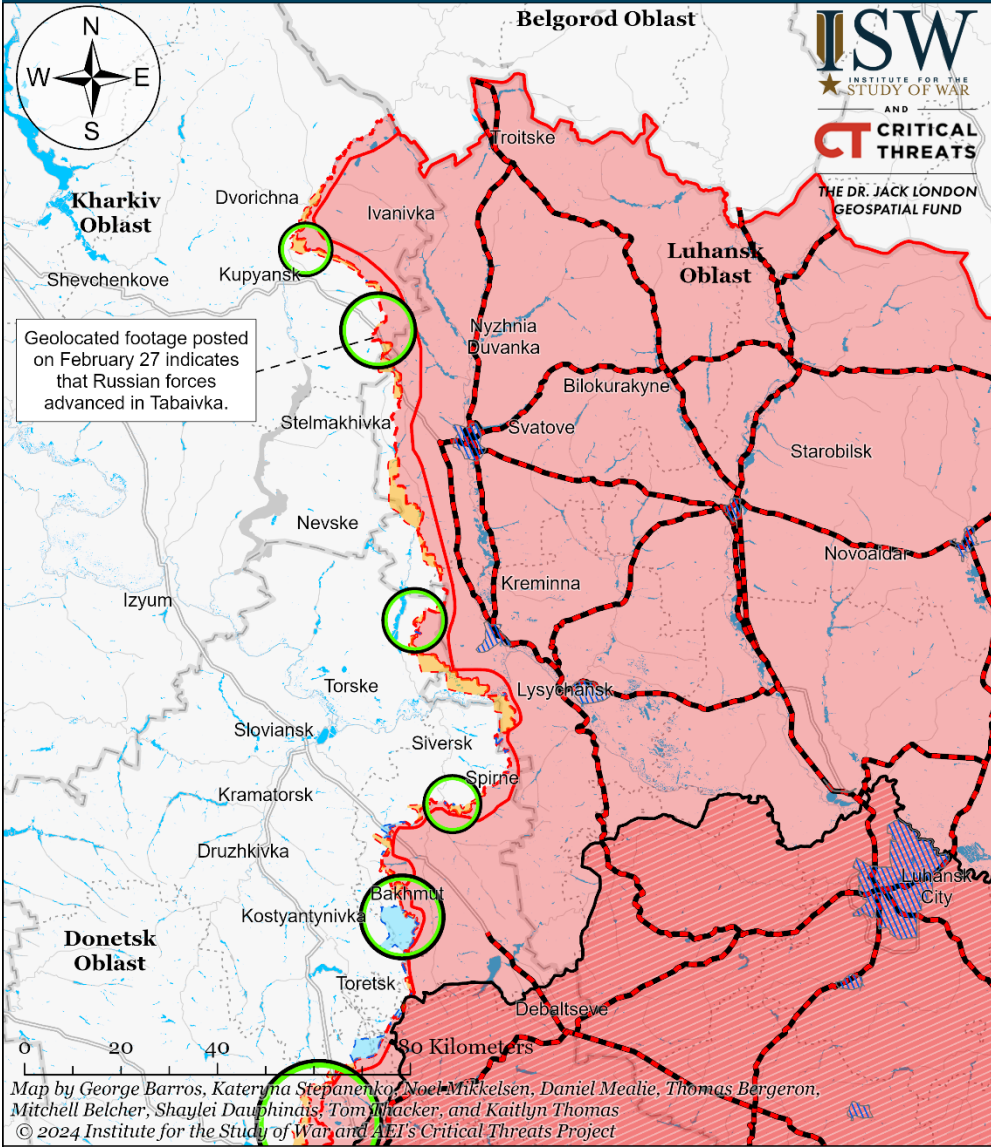 Belgorod Oblast
N
W E
S
ISW
INSTITUTE FOR THE
STUDY OF WAR
AND
CT CRITICAL
THREATS
THE DR. JACK LONDON
GEOSPATIAL FUND
Troitske
Dvorichna
Kharkiv
Oblast
Ivanivka
Luhansk
Oblast
Shevchenkove
Kupyansk
Geolocated footage posted
on February 27 indicates
that Russian forces
advanced in Tabaivka.
Nyzhnia
Duvanka
Bilokurakyne
Stelmakhivka
Svatove
Starobilsk
Nevske
Novoaidar
Kreminna
Izyum
Torske
Lysychansk
Sloviansk
Siversk
Spirne
Kramatorsk
Druzhkivka
Luhansk
City
Bakhmut
Kostyantynivka
Donetsk
Oblast
Toretsk
Debaltseve
0 20 40 80 Kilometers
Map by George Barros, Kateryna Stepanenko, Noel Mikkelsen, Daniel Mealie, Thomas Bergeron,
Mitchell Belcher, Shaylei Dauphinais, Tom Thacker, and Kaitlyn Thomas
© 2024 Institute for the Study of War and AEI's Critical Threats Project